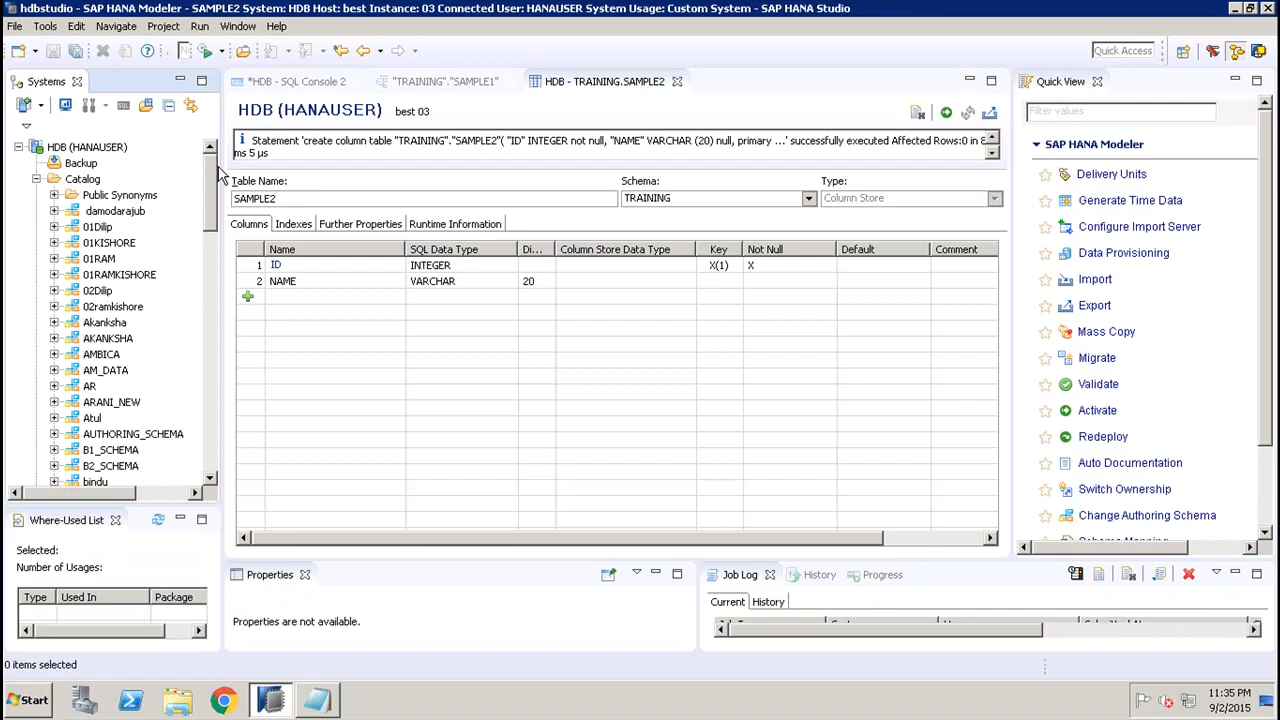 hdbstudio - SAP HANA Modeler - SAMPLE2 System: HDB Host: best Instance: 03 Connected User: HANAUSER System Usage: Custom System - SAP HANA Studio
File Tools Edit Navigate Project Run Window Help
Quick Access
Systems
*HDB - SQL Console 2
"TRAINING"."SAMPLE1"
HDB - TRAINING.SAMPLE2
Quick View
HDB (HANAUSER) best 03
Filter values
Statement 'create column table "TRAINING"."SAMPLE2"( "ID" INTEGER not null, "NAME" VARCHAR (20) null, primary ...' successfully executed Affected Rows:0 in
ms 5 µs
Table Name:
Schema:
Type:
SAMPLE2
TRAINING
Column Store
Columns Indexes Further Properties Runtime Information
Name SQL Data Type Di... Column Store Data Type Key Not Null Default Comment
1 ID INTEGER X(1) X
2 NAME VARCHAR 20
HDB (HANAUSER)
Backup
Catalog
Public Synonyms
damodarajub
01Dilip
01KISHORE
01RAM
01RAMKISHORE
02Dilip
02ramkishore
Akanksha
AKANKSHA
AMBICA
AM_DATA
AR
ARANI_NEW
Atul
AUTHORING_SCHEMA
B1_SCHEMA
B2_SCHEMA
bindu
SAP HANA Modeler
Delivery Units
Generate Time Data
Configure Import Server
Data Provisioning
Import
Export
Mass Copy
Migrate
Validate
Activate
Redeploy
Auto Documentation
Switch Ownership
Change Authoring Schema
Schema Mapping
Where-Used List
Selected:
Number of Usages:
Type Used In Package
Properties
Properties are not available.
Job Log History Progress
Current History
0 items selected
Start
11:35 PM
9/2/2015